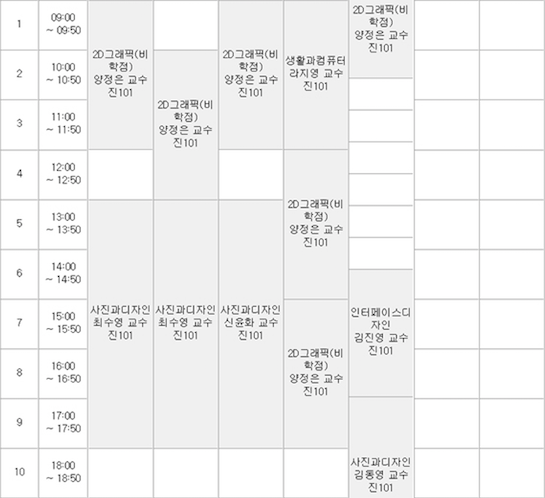 1
09:00
~ 09:50
2
10:00
~ 10:50
3
11:00
~ 11:50
4
12:00
~ 12:50
5
13:00
~ 13:50
6
14:00
~ 14:50
7
15:00
~ 15:50
8
16:00
~ 16:50
9
17:00
~ 17:50
10
18:00
~ 18:50
2D그래픽(비
학점)
양정은 교수
진101
사진과디자인
최수영 교수
진101
2D그래픽(비
학점)
양정은 교수
진101
사진과디자인
최수영 교수
진101
2D그래픽(비
학점)
양정은 교수
진101
사진과디자인
신윤화 교수
진101
생활과컴퓨터
라지영 교수
진101
2D그래픽(비
학점)
양정은 교수
진101
2D그래픽(비
학점)
양정은 교수
진101
2D그래픽(비
학점)
양정은 교수
진101
인터페이스디
자인
김진영 교수
진101
사진과디자인
김동영 교수
진101